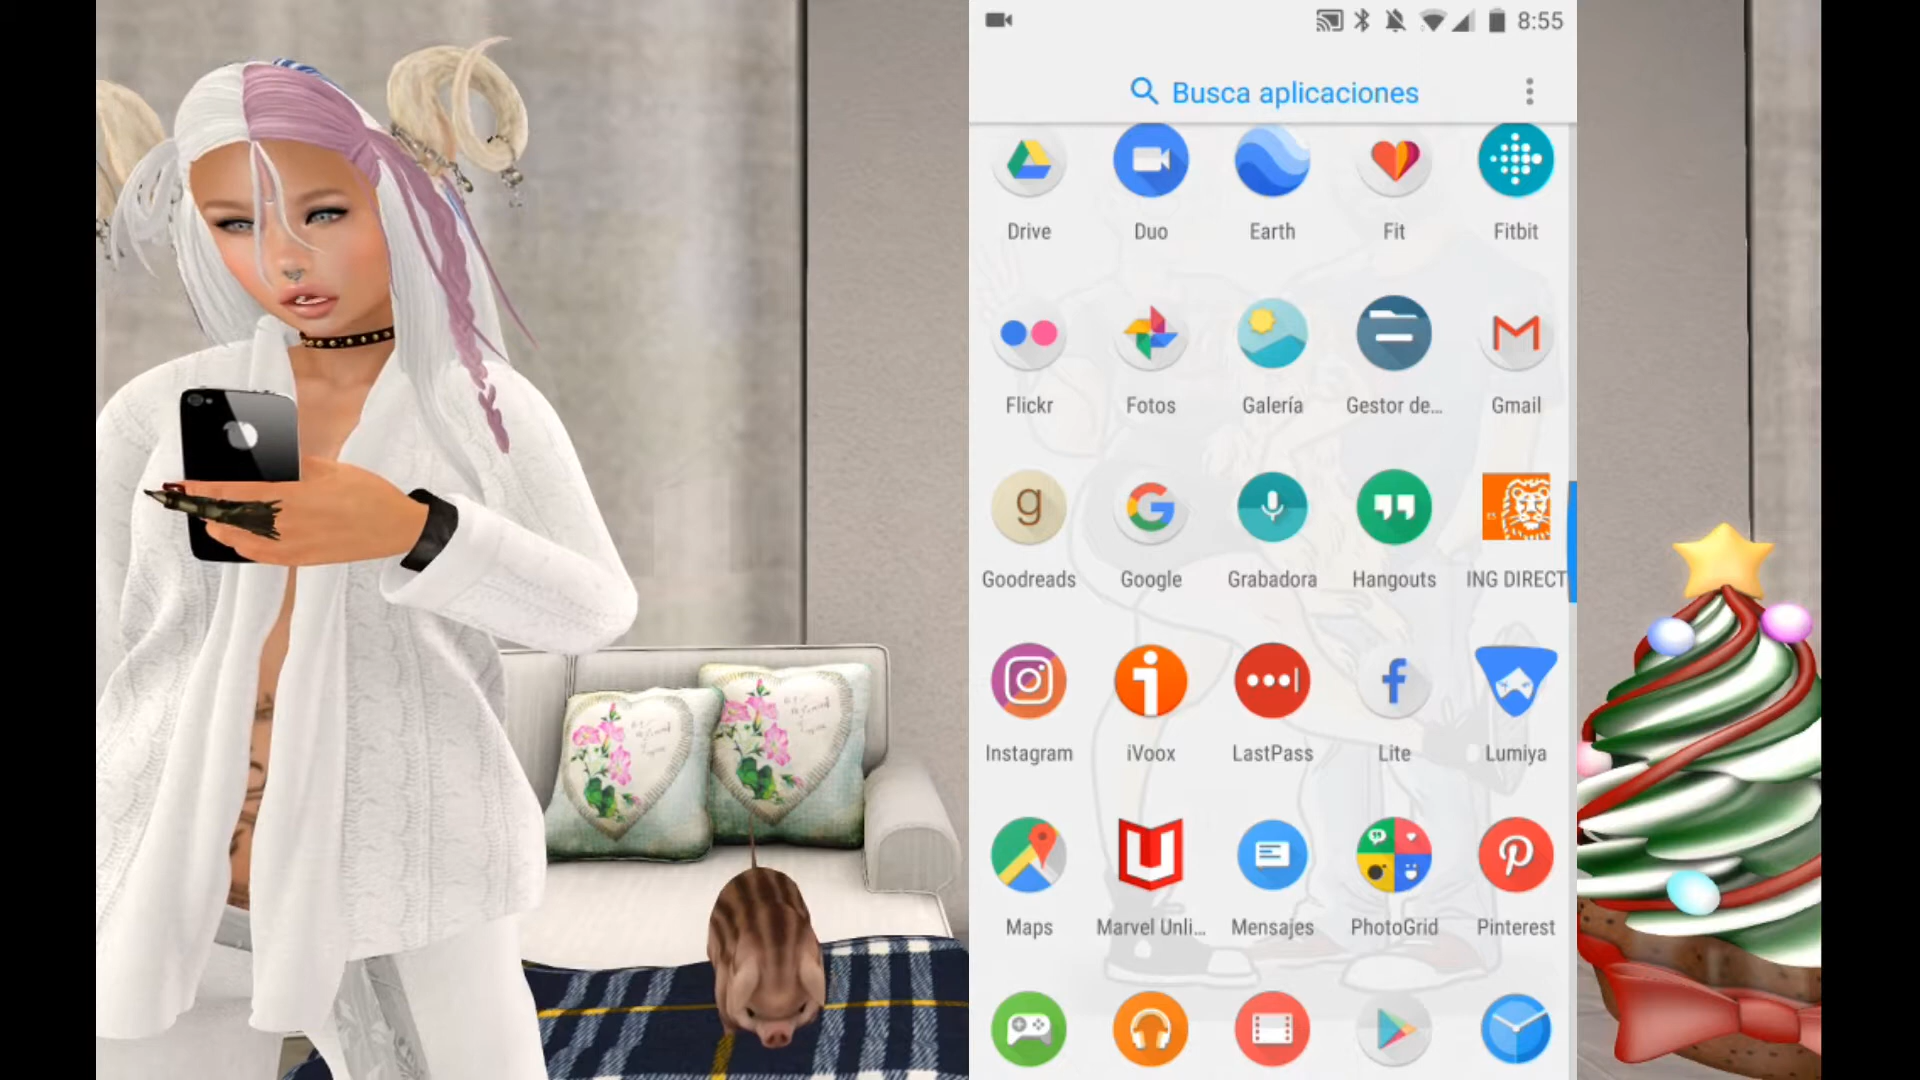 8:55
Busca aplicaciones
Drive Duo Earth Fit Fitbit
Flickr Fotos Galería Gestor de... Gmail
g
ES
Goodreads Google Grabadora Hangouts ING DIRECT
Instagram iVoox LastPass Lite Lumiya
Maps Marvel Unli... Mensajes PhotoGrid Pinterest